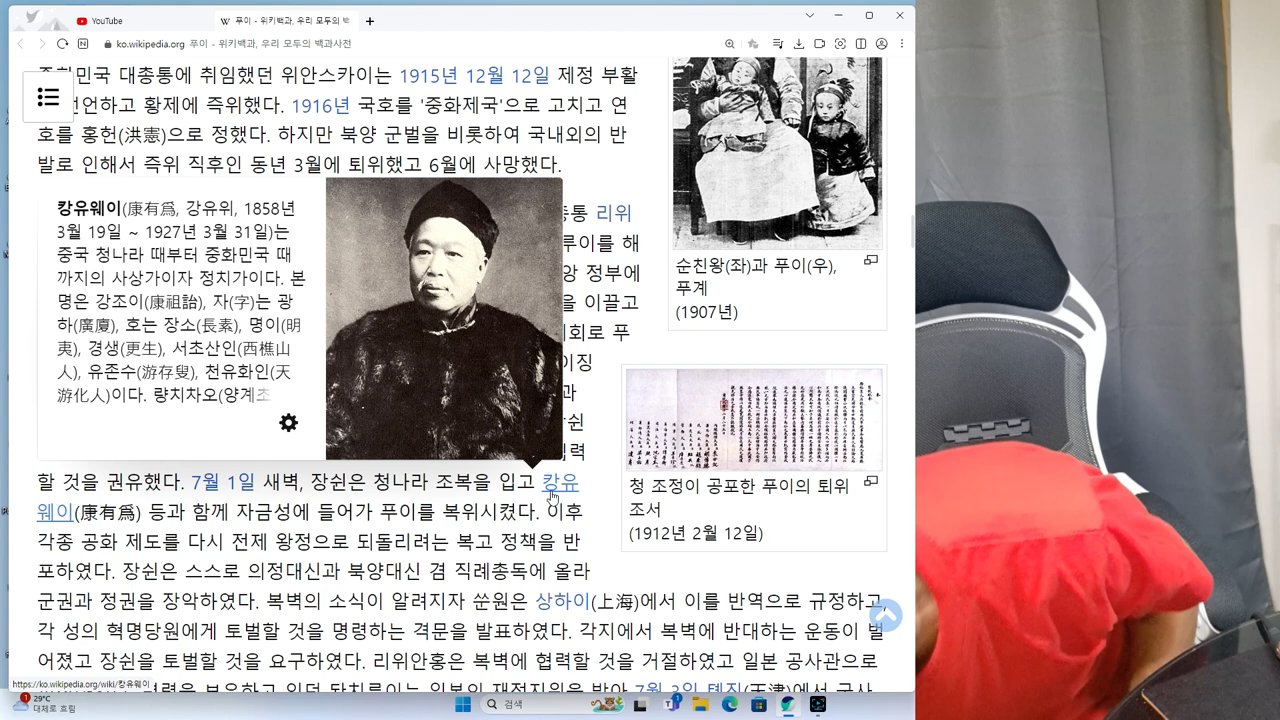 YouTube
푸이 - 위키백과, 우리 모두의 백
ko.wikipedia.org 푸이 - 위키백과, 우리 모두의 백과사전
민국 대총통에 취임했던 위안스카이는 1915년 12월 12일 제정 부활
언하고 황제에 즉위했다. 1916년 국호를 '중화제국'으로 고치고 연
호를 홍헌(洪憲)으로 정했다. 하지만 북양 군벌을 비롯하여 국내외의 반
발로 인해서 즉위 직후인 동년 3월에 퇴위했고 6월에 사망했다.
캉유웨이(康有爲, 강유위, 1858년
3월 19일 ~ 1927년 3월 31일)는
중국 청나라 때부터 중화민국 때
까지의 사상가이자 정치가이다. 본
명은 강조이(康祖詒), 자(字)는 광
하(廣廈), 호는 장소(長素), 명이(明
夷), 경생(更生), 서초산인(西樵山
人), 유존수(游存叟), 천유화인(天
游化人)이다. 량치차오(양계초
총통 리위
루이를 해
앙 정부에
을 이끌고
회로 푸
이징
과
쉰
력
할 것을 권유했다. 7월 1일 새벽, 장쉰은 청나라 조복을 입고 캉유
웨이(康有爲) 등과 함께 자금성에 들어가 푸이를 복위시켰다. 이후
각종 공화 제도를 다시 전제 왕정으로 되돌리려는 복고 정책을 반
포하였다. 장쉰은 스스로 의정대신과 북양대신 겸 직례총독에 올라
군권과 정권을 장악하였다. 복벽의 소식이 알려지자 쑨원은 상하이(上海)에서 이를 반역으로 규정하고,
각 성의 혁명당원에게 토벌할 것을 명령하는 격문을 발표하였다. 각지에서 복벽에 반대하는 운동이 벌
어졌고 장쉰을 토벌할 것을 요구하였다. 리위안훙은 복벽에 협력할 것을 거절하였고 일본 공사관으로
순친왕(좌)과 푸이(우),
푸계
(1907년)
청 조정이 공포한 푸이의 퇴위
조서
(1912년 2월 12일)
https://ko.wikipedia.org/wiki/캉유웨이
1
29°C
대체로 흐림
검색